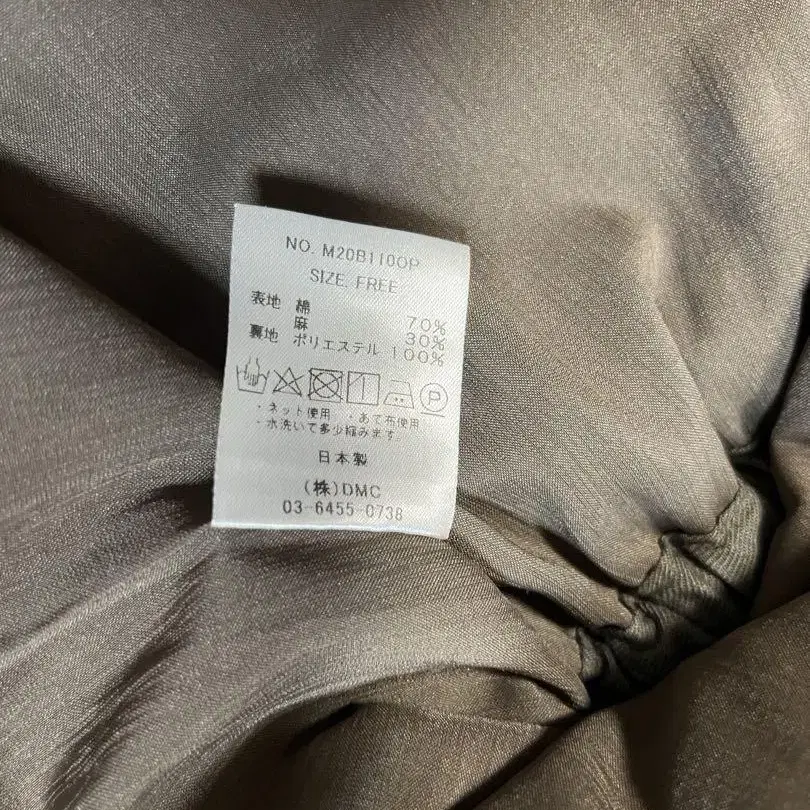 NO. M20B110OP
SIZE. FREE
表地 綿 70%
麻 30%
裏地 ポリエステル 100%
P
・ネット使用 ・あて布使用
・水洗いで多少縮みます。
日本製
(株)DMC
03-6455-0738